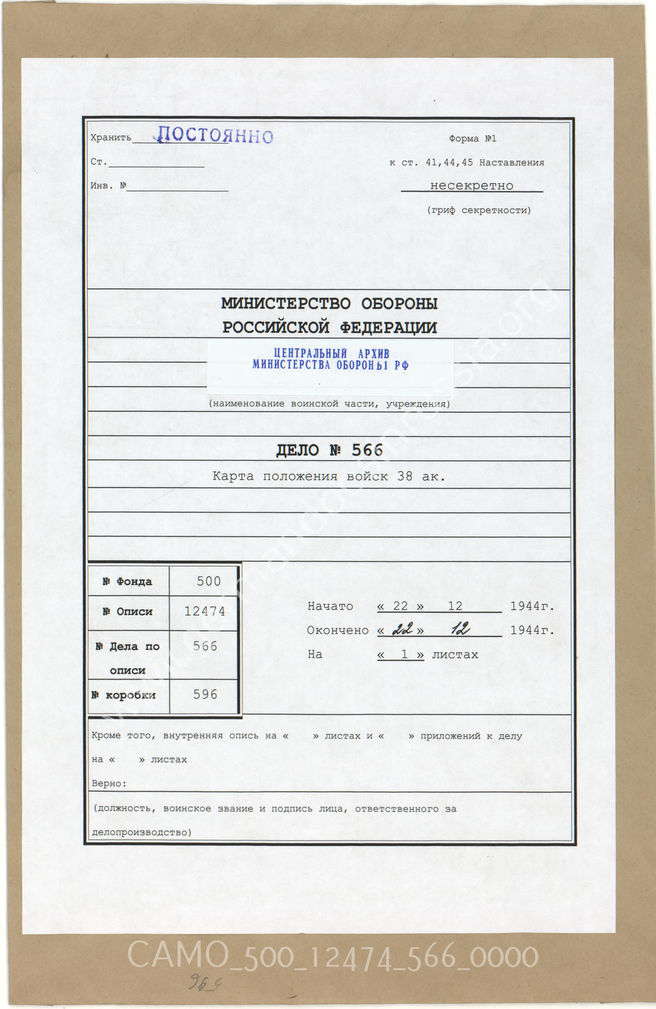 Хранить ПОСТОЯННО
Форма №1
Ст.
к ст. 41,44,45 Наставления
Инв. №
несекретно
(гриф секретности)
МИНИСТЕРСТВО ОБОРОНЫ
РОССИЙСКОЙ ФЕДЕРАЦИИ
ЦЕНТРАЛЬНЫЙ АРХИВ
МИНИСТЕРСТВА ОБОРОНЫ РФ
(наименование воинской части, учреждения)
ДЕЛО № 566
Карта положения войск 38 ак.
№ Фонда 500
№ Описи 12474
№ Дела по описи 566
№ коробки 596
Начато « 22 » 12 1944г.
Окончено « 22 » 12 1944г.
На « 1 » листах
Кроме того, внутренняя опись на « » листах и « » приложений к делу
на « » листах
Верно:
(должность, воинское звание и подпись лица, ответственного за
делопроизводство)
CAMO_500_12474_566_0000